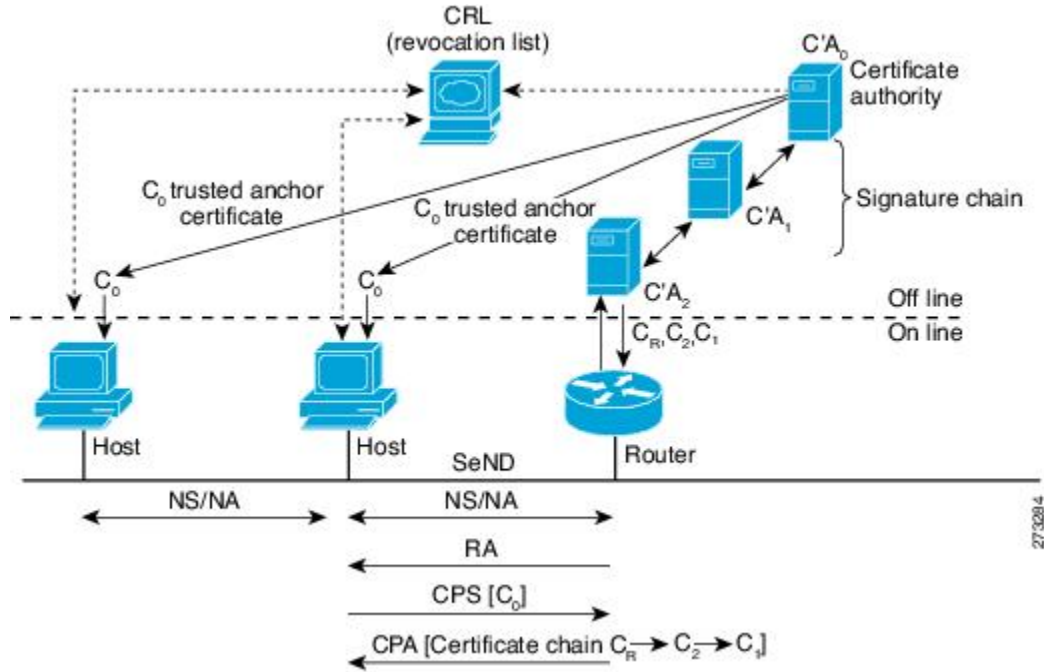 CRL
(revocation list)
C'A₀
Certificate
authority
C₀ trusted anchor
certificate
C₀ trusted anchor
certificate
C'A₁
Signature chain
C₀
C₀
C'A₂
Off line
On line
C_R,C₂,C₁
Host
Host
Router
SeND
NS/NA
NS/NA
RA
CPS [C₀]
CPA [Certificate chain C_R→C₂→C₁]
273284